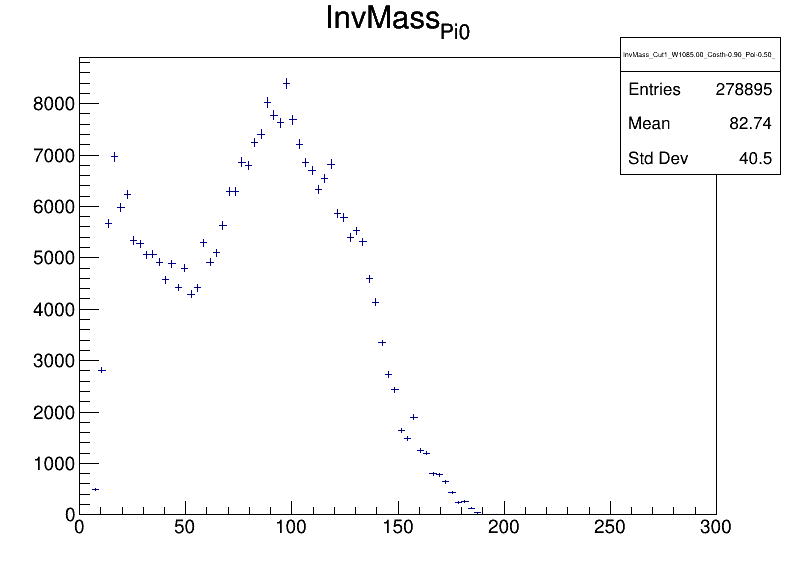 InvMass_Pi0
InvMass_Cut1_W1085.00_Costh-0.90_Pol-0.50_
Entries 278895
Mean 82.74
Std Dev 40.5
8000
7000
6000
5000
4000
3000
2000
1000
0
0 50 100 150 200 250 300